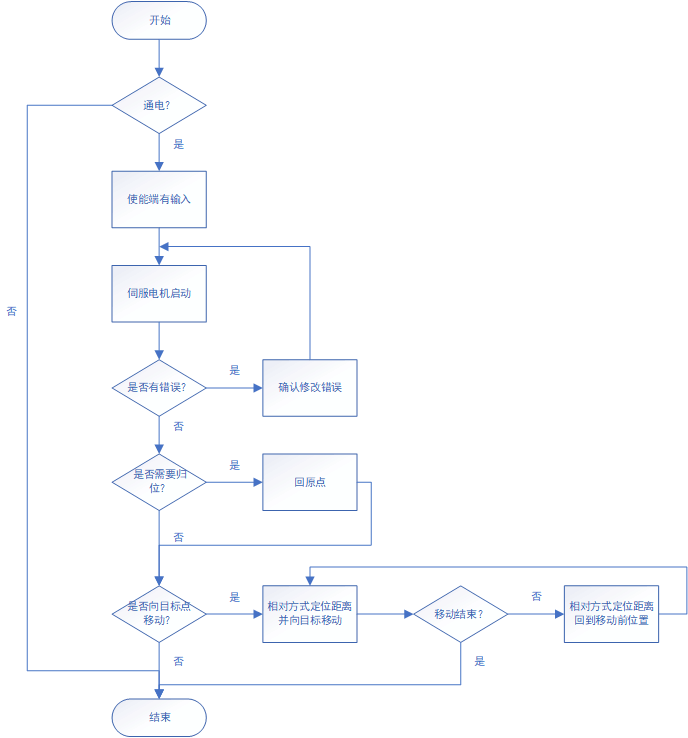 开始
通电?
是
使能端有输入
否
伺服电机启动
是否有错误?
是
确认修改错误
否
是否需要归
位?
是
回原点
否
是否向目标点
移动?
是
相对方式定位距离
并向目标移动
移动结束?
否
相对方式定位距离
回到移动前位置
否
是
结束